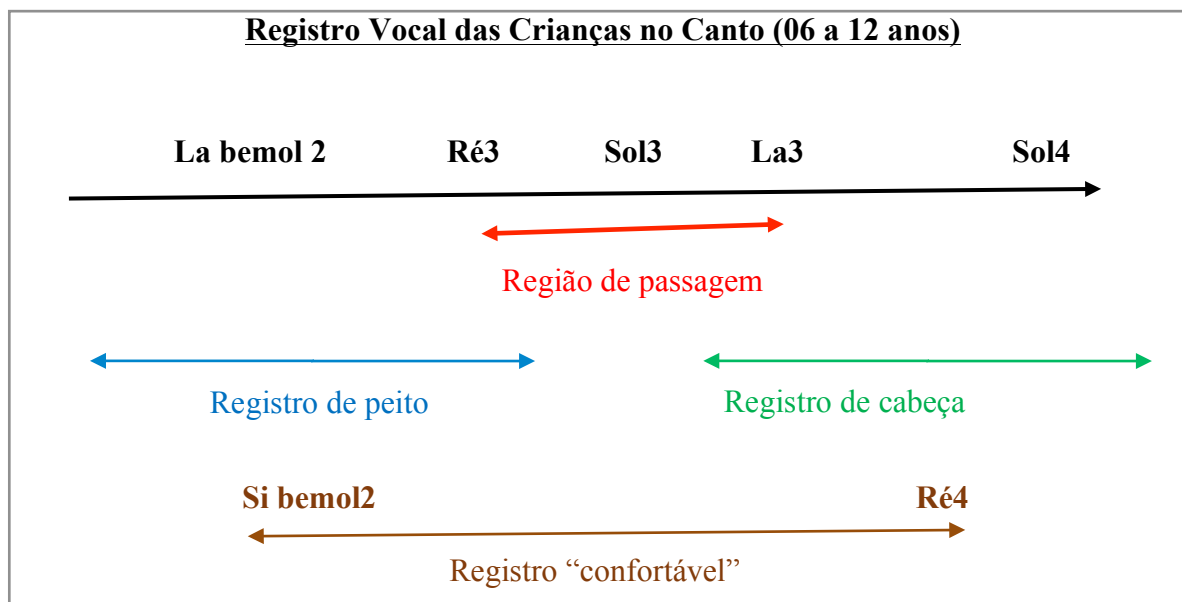 Registro Vocal das Crianças no Canto (06 a 12 anos)
La bemol 2 Ré3 Sol3 La3 Sol4
Região de passagem
Registro de peito Registro de cabeça
Si bemol2 Ré4
Registro “confortável”